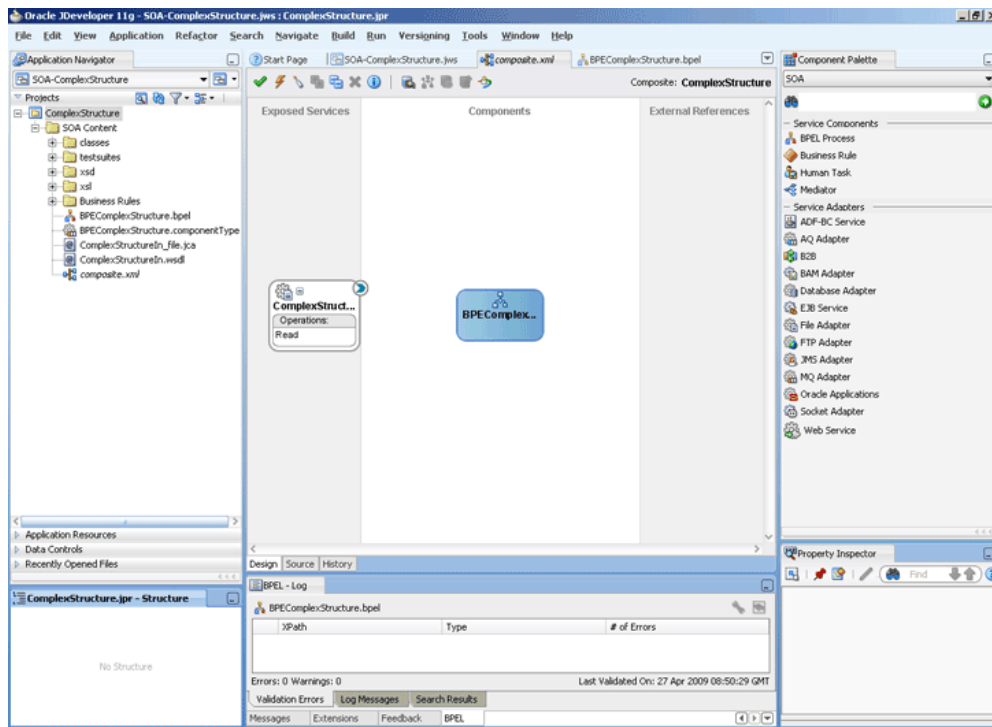 Oracle JDeveloper 11g - SOA-ComplexStructure.jws : ComplexStructure.jpr
File Edit View Application Refactor Search Navigate Build Run Versigning Tools Window Help
Application Navigator
SOA-ComplexStructure
Projects
ComplexStructure
SOA Content
classes
testsuites
xsd
xsl
Business Rules
BPEComplexStructure.bpel
BPEComplexStructure.componentType
ComplexStructureIn_file.jca
ComplexStructureIn.wsdl
composite.xml
Application Resources
Data Controls
Recently Opened Files
ComplexStructure.jpr - Structure
No Structure
Start Page SOA-ComplexStructure.jws composite.xml BPEComplexStructure.bpel
Composite: ComplexStructure
Exposed Services Components External References
ComplexStruct...
Operations:
Read
BPEComplex...
Design Source History
BPEL - Log
BPEComplexStructure.bpel
XPath Type # of Errors
Errors: 0 Warnings: 0 Last Validated On: 27 Apr 2009 08:50:29 GMT
Validation Errors Log Messages Search Results
Messages Extensions Feedback BPEL
Component Palette
SOA
Service Components
BPEL Process
Business Rule
Human Task
Mediator
Service Adapters
ADF-BC Service
AQ Adapter
B2B
BAM Adapter
Database Adapter
EJB Service
File Adapter
FTP Adapter
JMS Adapter
MQ Adapter
Oracle Applications
Socket Adapter
Web Service
Property Inspector
Find